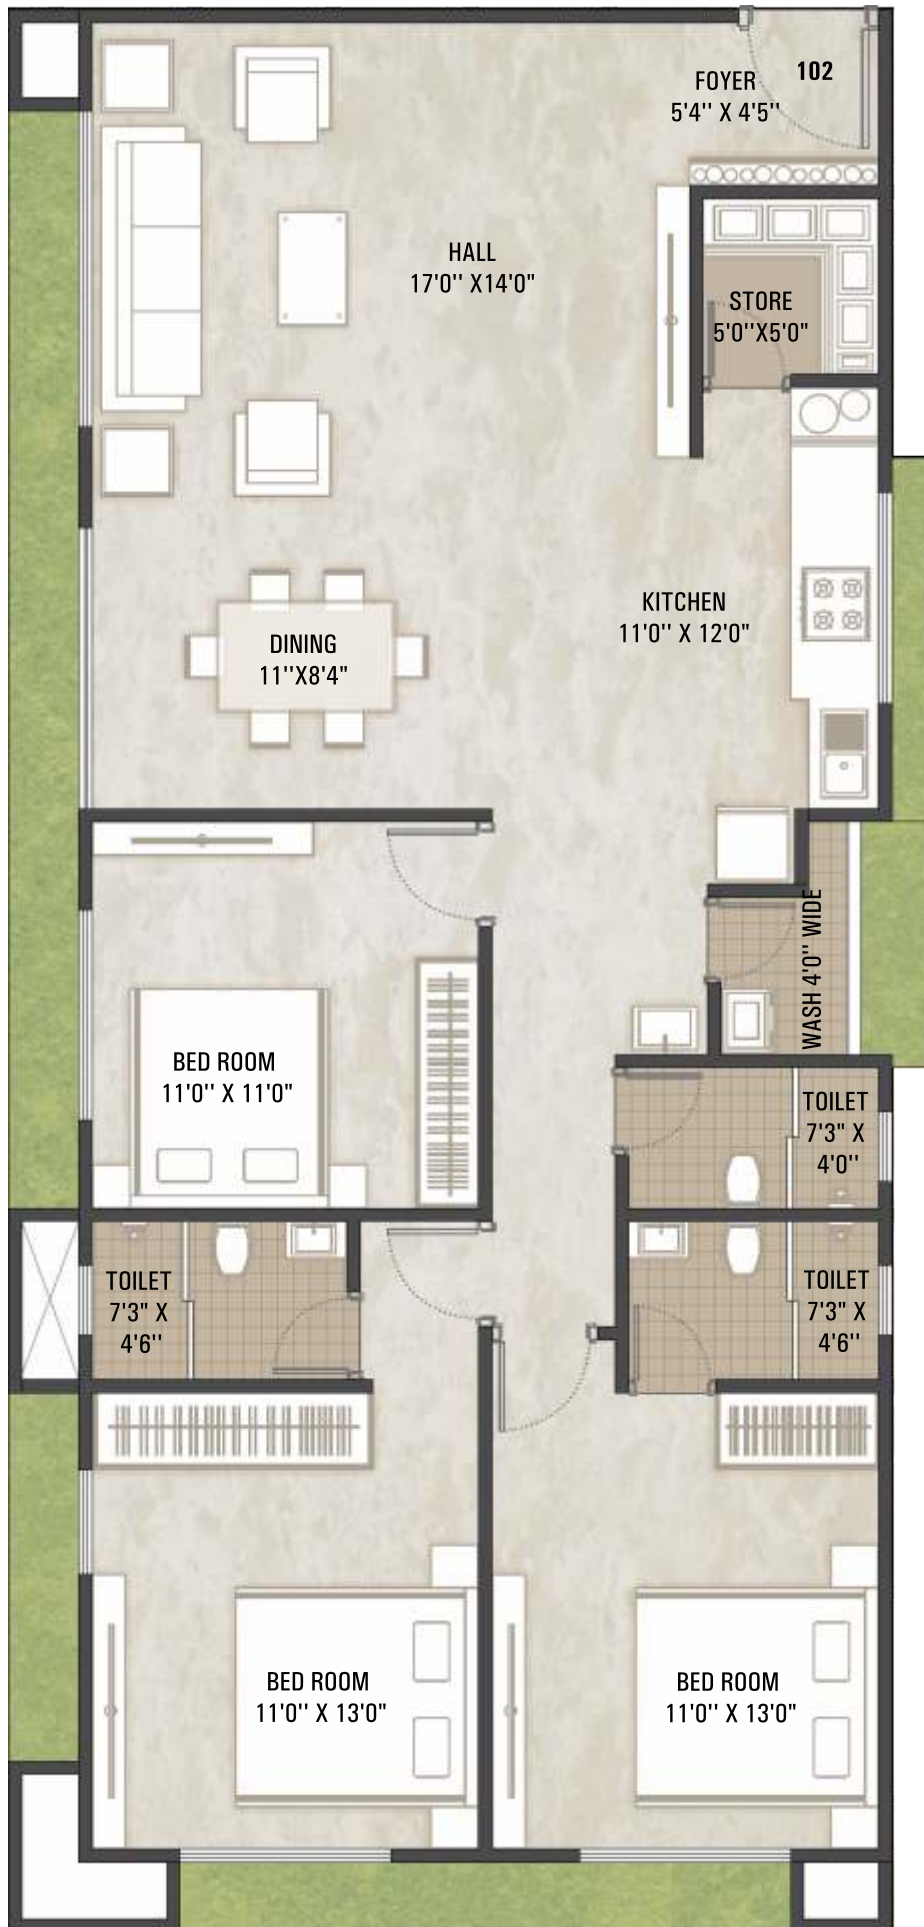 FOYER
5'4'' X 4'5''
102
HALL
17'0'' X14'0"
STORE
5'0''X5'0"
KITCHEN
11'0'' X 12'0"
DINING
11''X8'4"
WASH 4'0'' WIDE
BED ROOM
11'0'' X 11'0"
TOILET
7'3" X
4'0''
TOILET
7'3" X
4'6''
TOILET
7'3" X
4'6''
BED ROOM
11'0'' X 13'0"
BED ROOM
11'0'' X 13'0"